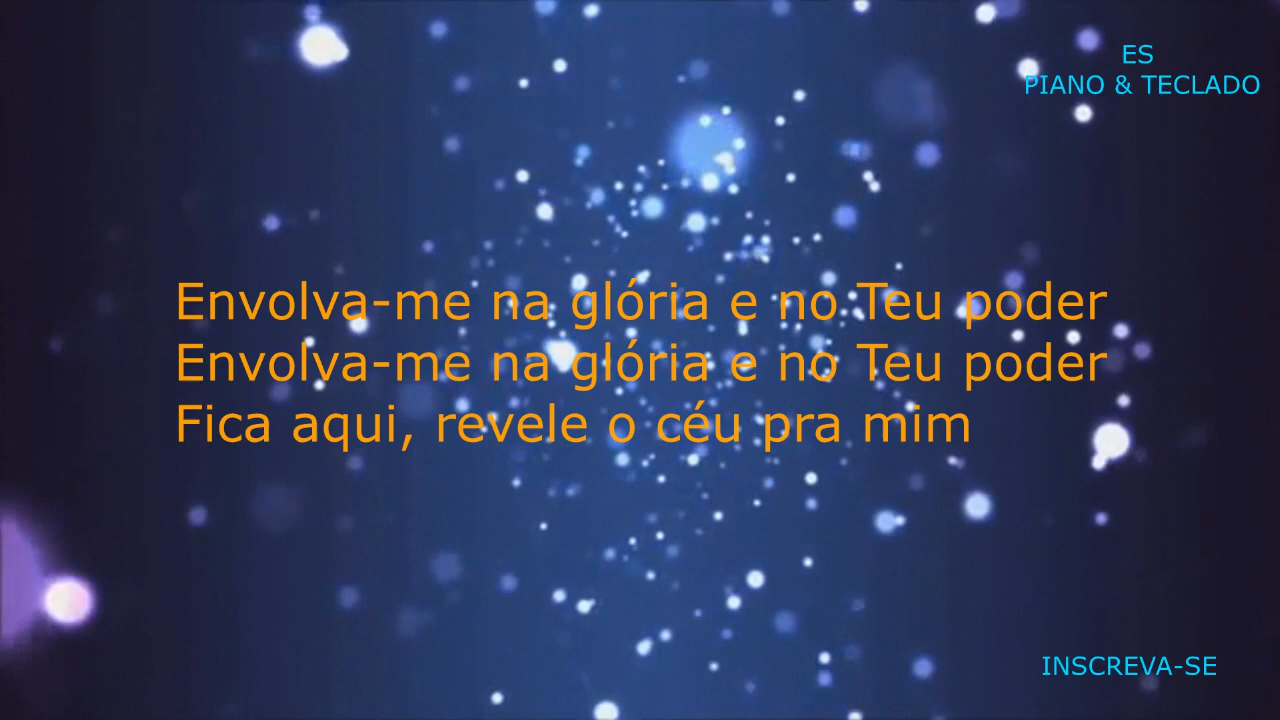 ES
PIANO & TECLADO
Envolva-me na glória e no Teu poder
Envolva-me na glória e no Teu poder
Fica aqui, revele o céu pra mim
INSCREVA-SE